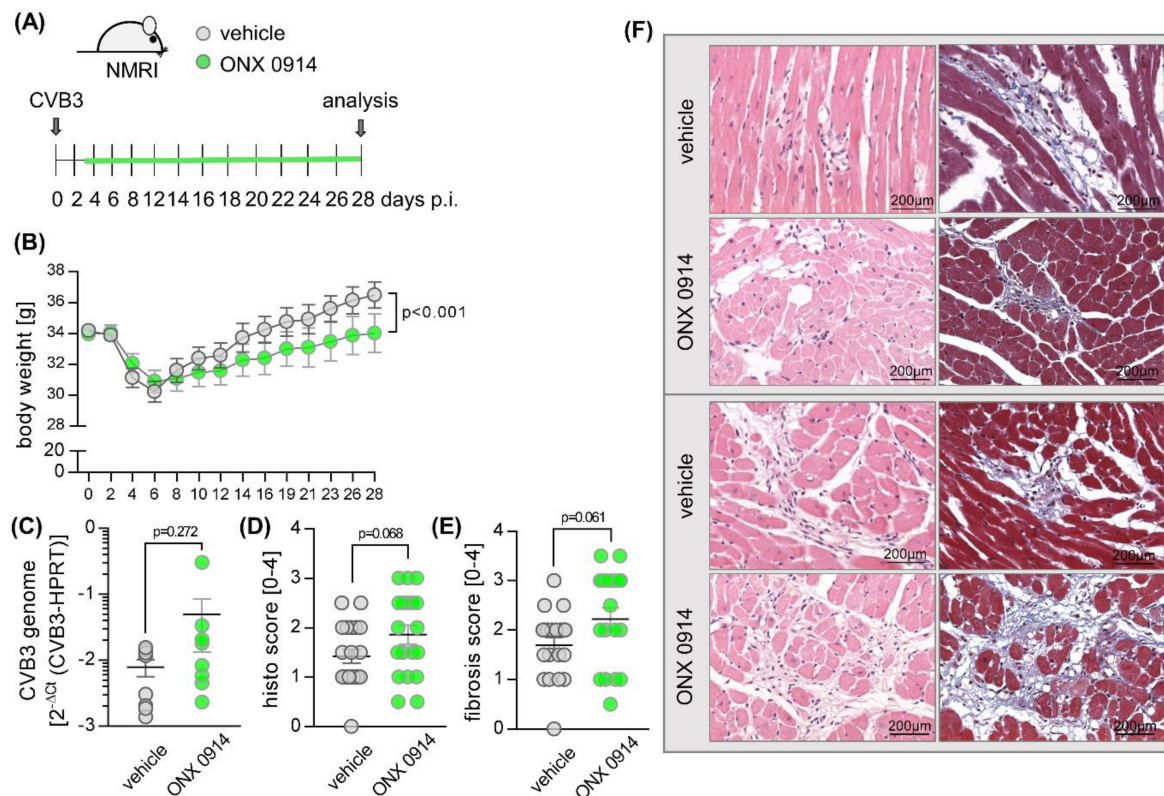 (A)
vehicle
ONX 0914
NMRI
CVB3
analysis
0 2 4 6 8 12 14 16 18 20 22 24 26 28 days p.i.
(B)
body weight [g]
38
36
34
32
30
28
20
0
p<0.001
0 2 4 6 8 10 12 14 16 19 21 23 26 28
(C)
CVB3 genome
[2^-ΔCt (CVB3-HPRT)]
0
-1
-2
-3
p=0.272
vehicle
ONX 0914
(D)
histo score [0-4]
4
3
2
1
0
p=0.068
vehicle
ONX 0914
(E)
fibrosis score [0-4]
4
3
2
1
0
p=0.061
vehicle
ONX 0914
(F)
vehicle
200µm
200µm
ONX 0914
200µm
200µm
vehicle
200µm
200µm
ONX 0914
200µm
200µm